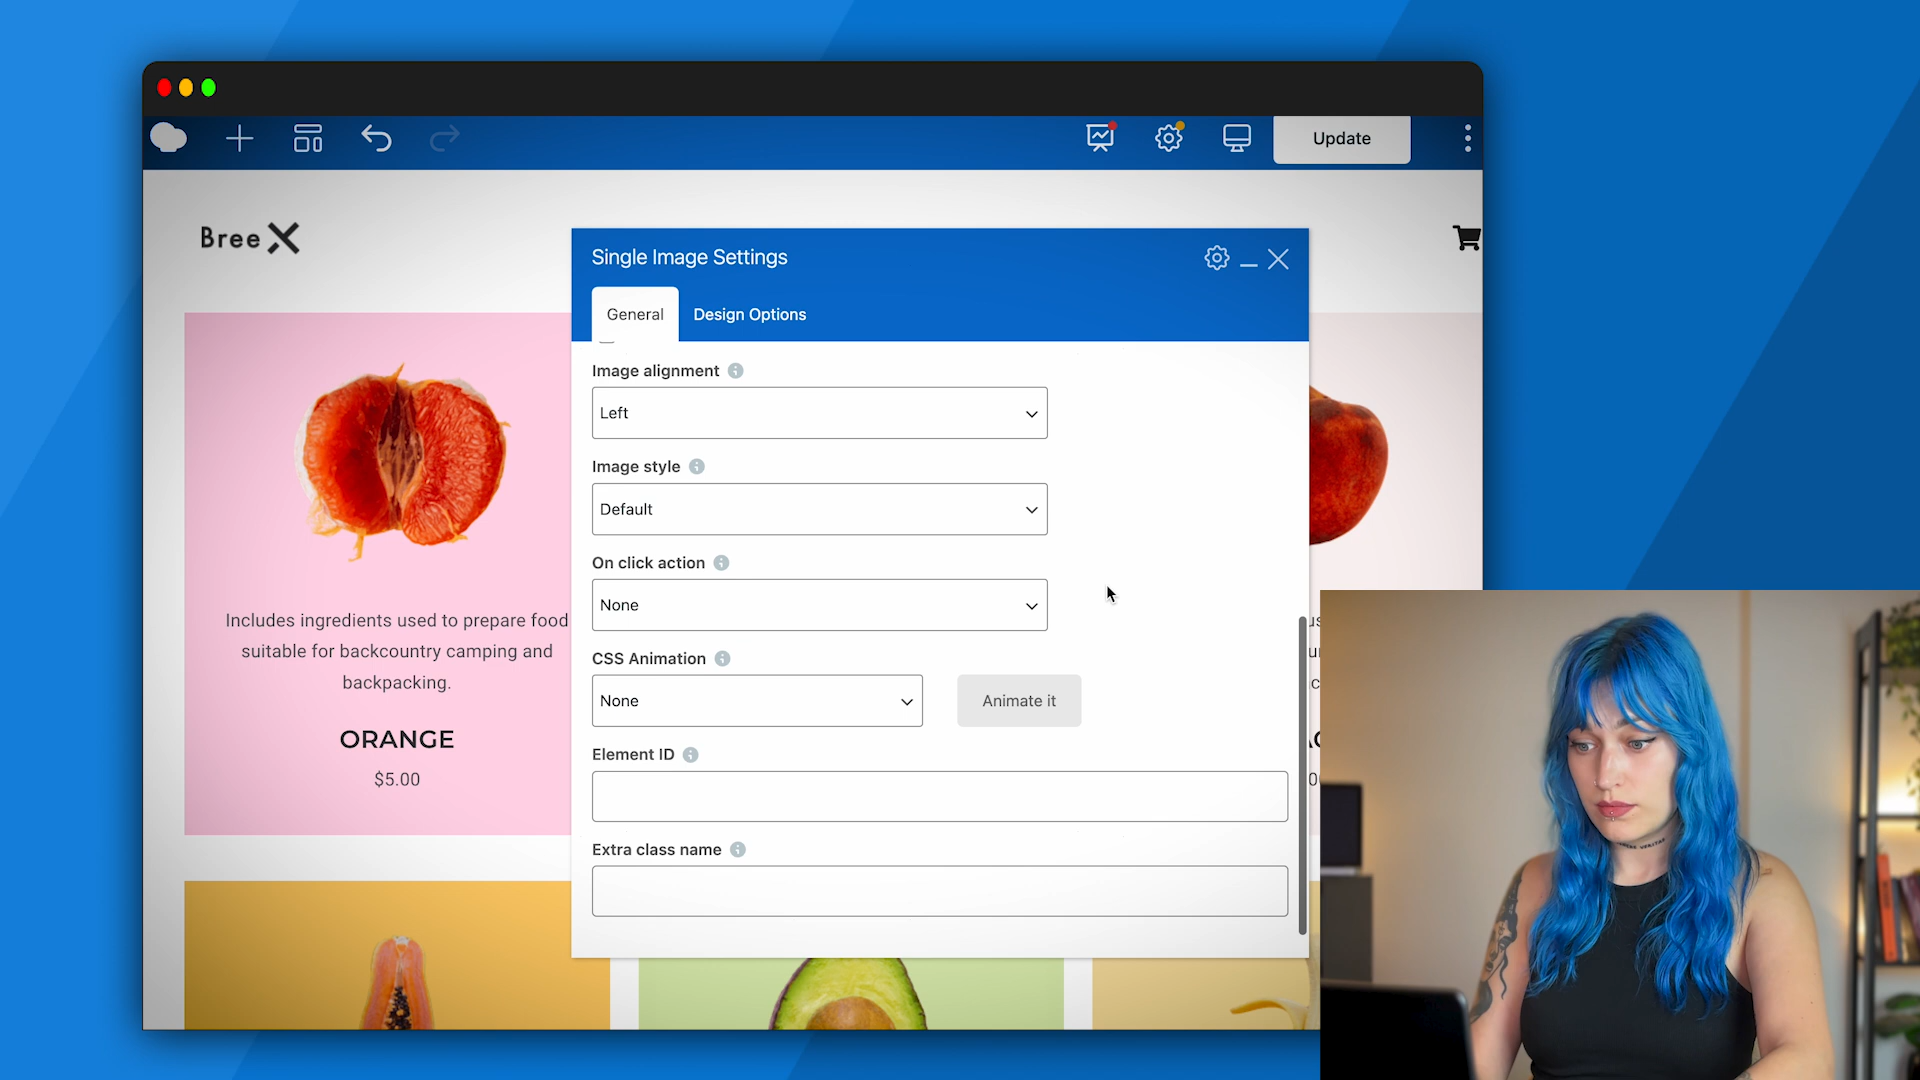 Update
Bree X
Single Image Settings
General
Design Options
Image alignment
Left
Image style
Default
On click action
None
CSS Animation
None
Animate it
Element ID
Extra class name
Includes ingredients used to prepare food
suitable for backcountry camping and
backpacking.
ORANGE
$5.00